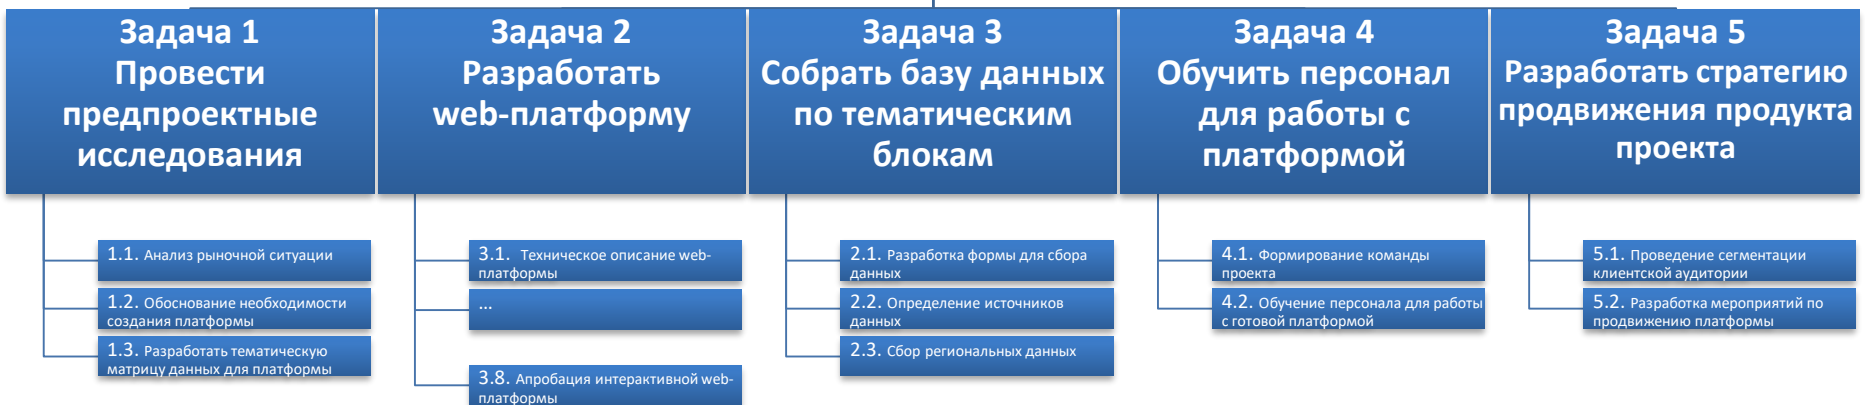 Задача 1
Провести
предпроектные
исследования
1.1. Анализ рыночной ситуации
1.2. Обоснование необходимости
создания платформы
1.3. Разработать тематическую
матрицу данных для платформы
Задача 2
Разработать
web-платформу
3.1. Техническое описание web-
платформы
...
3.8. Апробация интерактивной web-
платформы
Задача 3
Собрать базу данных
по тематическим
блокам
2.1. Разработка формы для сбора
данных
2.2. Определение источников
данных
2.3. Сбор региональных данных
Задача 4
Обучить персонал
для работы с
платформой
4.1. Формирование команды
проекта
4.2. Обучение персонала для работы
с готовой платформой
Задача 5
Разработать стратегию
продвижения продукта
проекта
5.1. Проведение сегментации
клиентской аудитории
5.2. Разработка мероприятий по
продвижению платформы